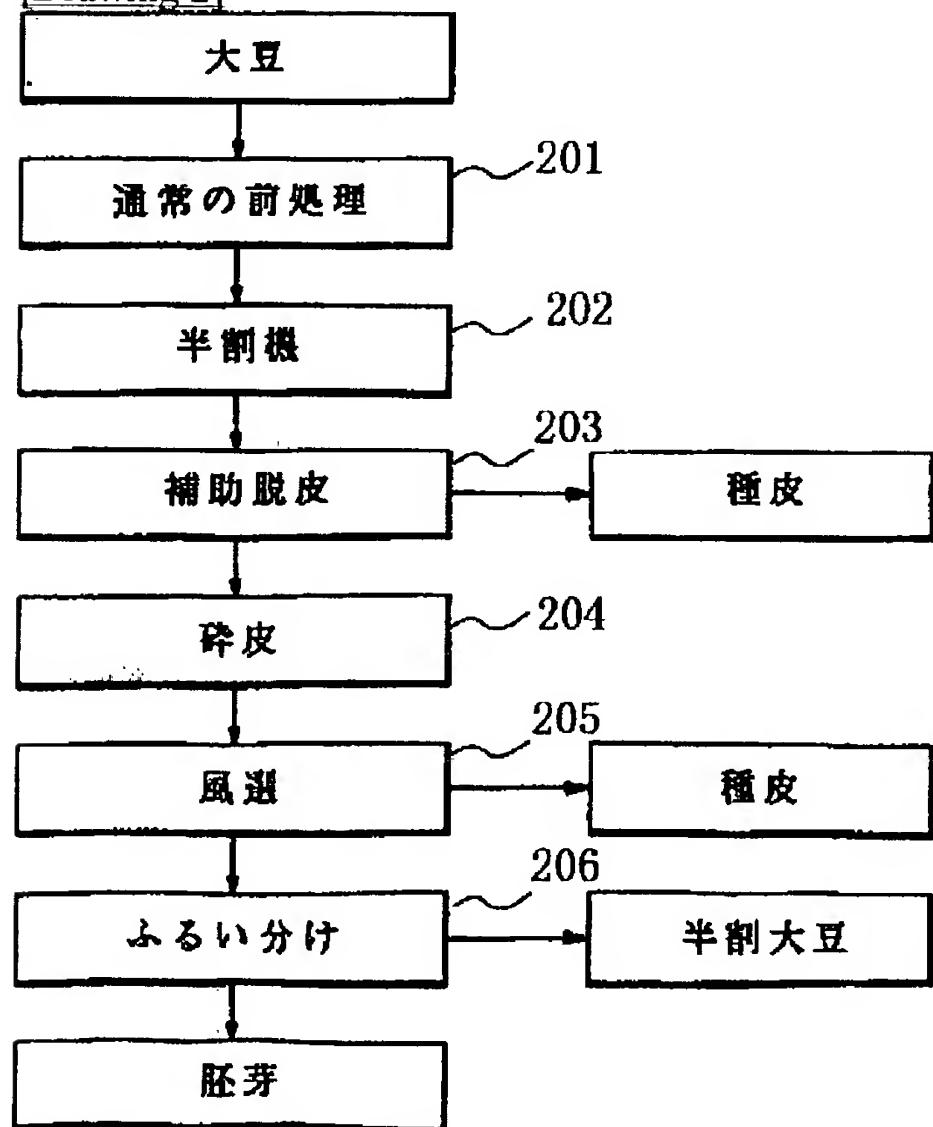 大豆
201
通常の前処理
202
半割機
203
補助脱皮
種皮
204
砕皮
205
風選
種皮
206
ふるい分け
半割大豆
胚芽